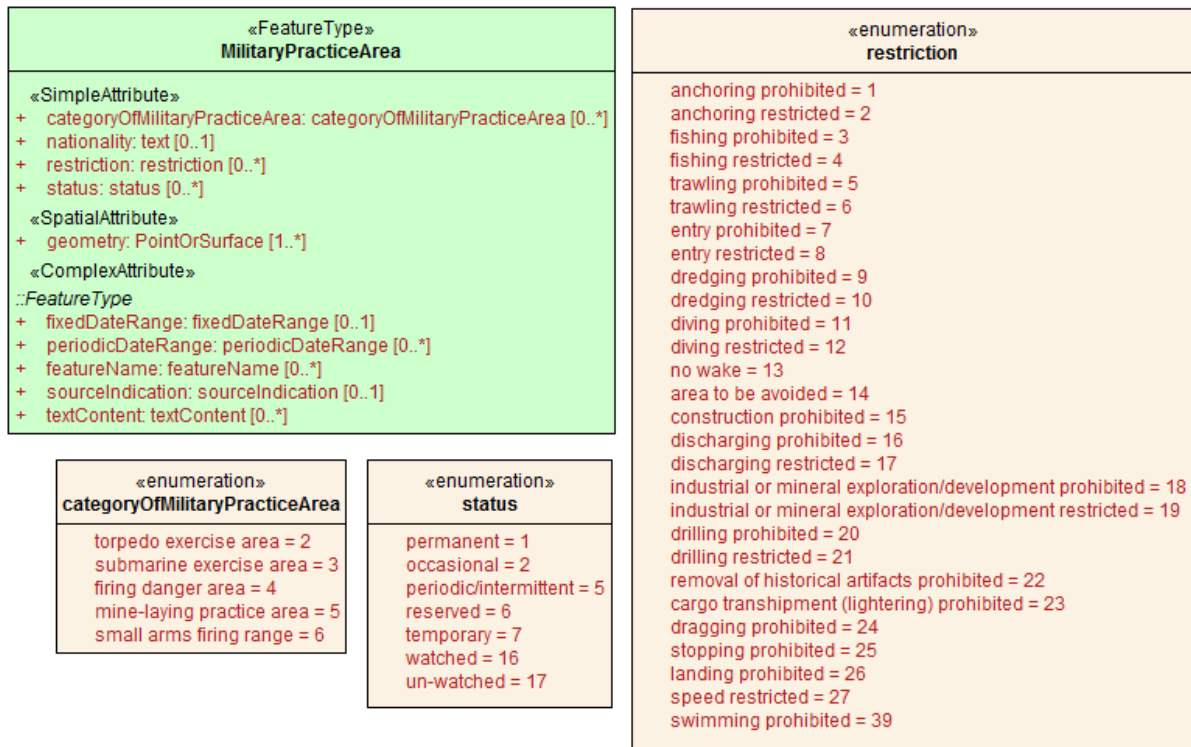 «FeatureType»
MilitaryPracticeArea
«SimpleAttribute»
+ categoryOfMilitaryPracticeArea: categoryOfMilitaryPracticeArea [0..*]
+ nationality: text [0..1]
+ restriction: restriction [0..*]
+ status: status [0..*]
«SpatialAttribute»
+ geometry: PointOrSurface [1..*]
«ComplexAttribute»
::FeatureType
+ fixedDateRange: fixedDateRange [0..1]
+ periodicDateRange: periodicDateRange [0..*]
+ featureName: featureName [0..*]
+ sourceIndication: sourceIndication [0..1]
+ textContent: textContent [0..*]
«enumeration»
categoryOfMilitaryPracticeArea
torpedo exercise area = 2
submarine exercise area = 3
firing danger area = 4
mine-laying practice area = 5
small arms firing range = 6
«enumeration»
status
permanent = 1
occasional = 2
periodic/intermittent = 5
reserved = 6
temporary = 7
watched = 16
un-watched = 17
«enumeration»
restriction
anchoring prohibited = 1
anchoring restricted = 2
fishing prohibited = 3
fishing restricted = 4
trawling prohibited = 5
trawling restricted = 6
entry prohibited = 7
entry restricted = 8
dredging prohibited = 9
dredging restricted = 10
diving prohibited = 11
diving restricted = 12
no wake = 13
area to be avoided = 14
construction prohibited = 15
discharging prohibited = 16
discharging restricted = 17
industrial or mineral exploration/development prohibited = 18
industrial or mineral exploration/development restricted = 19
drilling prohibited = 20
drilling restricted = 21
removal of historical artifacts prohibited = 22
cargo transhipment (lightering) prohibited = 23
dragging prohibited = 24
stopping prohibited = 25
landing prohibited = 26
speed restricted = 27
swimming prohibited = 39